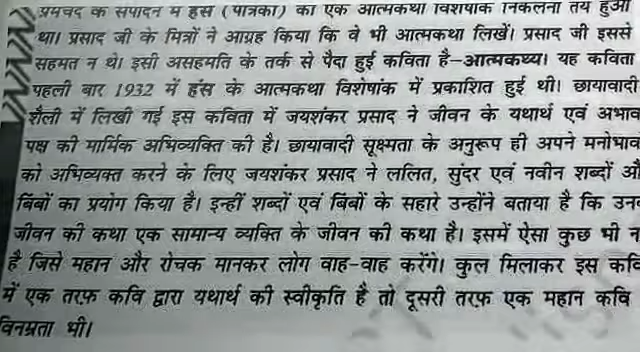 प्रेमचंद के संपादन में हंस (पत्रिका) का एक आत्मकथा विशेषांक निकलना तय हुआ
था। प्रसाद जी के मित्रों ने आग्रह किया कि वे भी आत्मकथा लिखें। प्रसाद जी इससे
सहमत न थे। इसी असहमति के तर्क से पैदा हुई कविता है–आत्मकथ्य। यह कविता
पहली बार 1932 में हंस के आत्मकथा विशेषांक में प्रकाशित हुई थी। छायावादी
शैली में लिखी गई इस कविता में जयशंकर प्रसाद ने जीवन के यथार्थ एवं अभाव
पक्ष की मार्मिक अभिव्यक्ति की है। छायावादी सूक्ष्मता के अनुरूप ही अपने मनोभाव
को अभिव्यक्त करने के लिए जयशंकर प्रसाद ने ललित, सुंदर एवं नवीन शब्दों औ
बिंबों का प्रयोग किया है। इन्हीं शब्दों एवं बिंबों के सहारे उन्होंने बताया है कि उनव
जीवन की कथा एक सामान्य व्यक्ति के जीवन की कथा है। इसमें ऐसा कुछ भी न
है जिसे महान और रोचक मानकर लोग वाह-वाह करेंगे। कुल मिलाकर इस कवि
में एक तरफ़ कवि द्वारा यथार्थ की स्वीकृति है तो दूसरी तरफ़ एक महान कवि
विनम्रता भी।